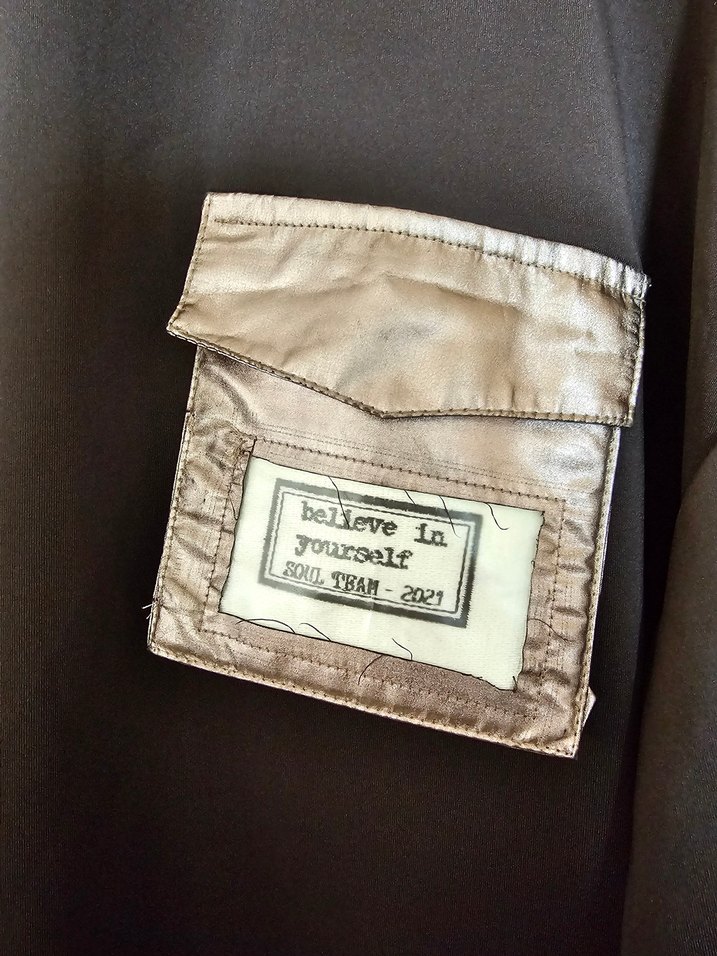 believe in
yourself
SOUL TEAM - 2021